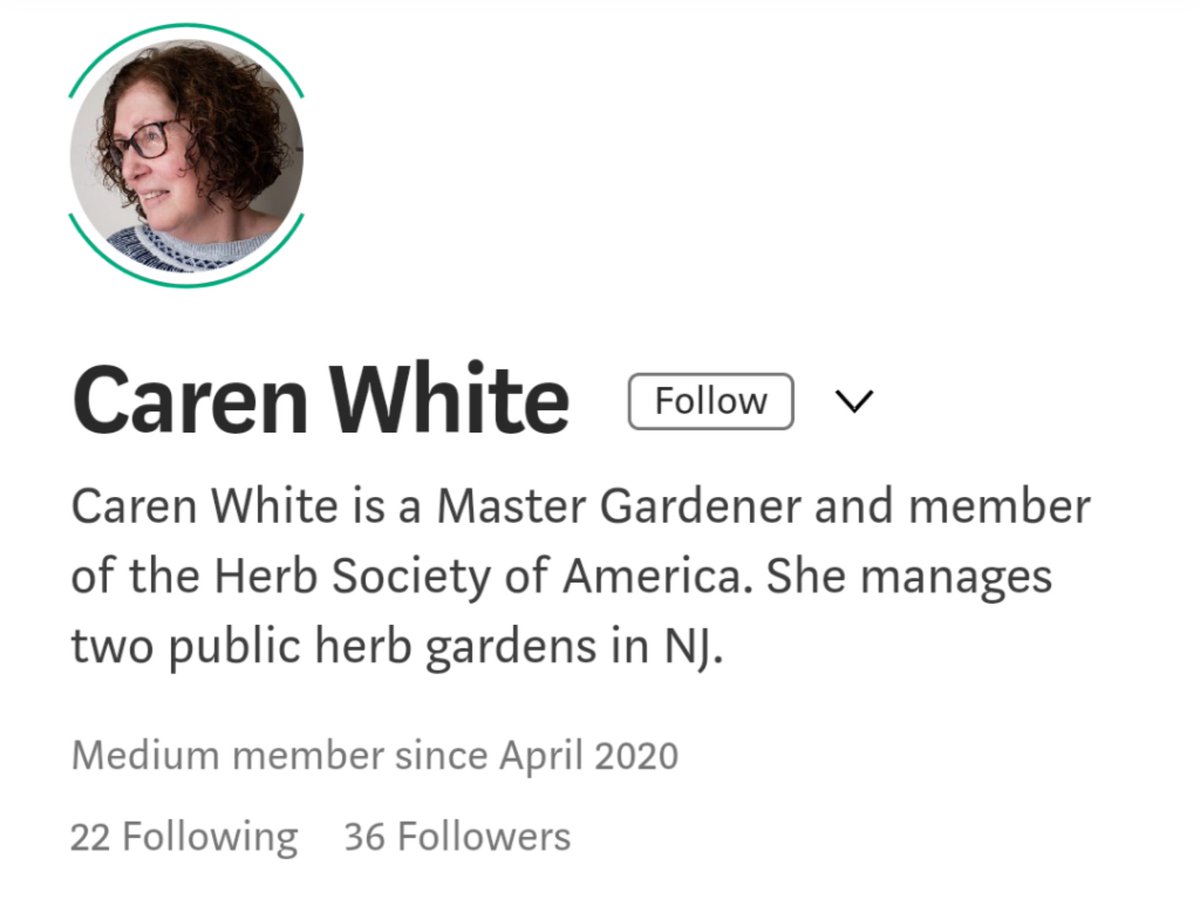 Caren White
Follow
Caren White is a Master Gardener and member
of the Herb Society of America. She manages
two public herb gardens in NJ.
Medium member since April 2020
22 Following 36 Followers